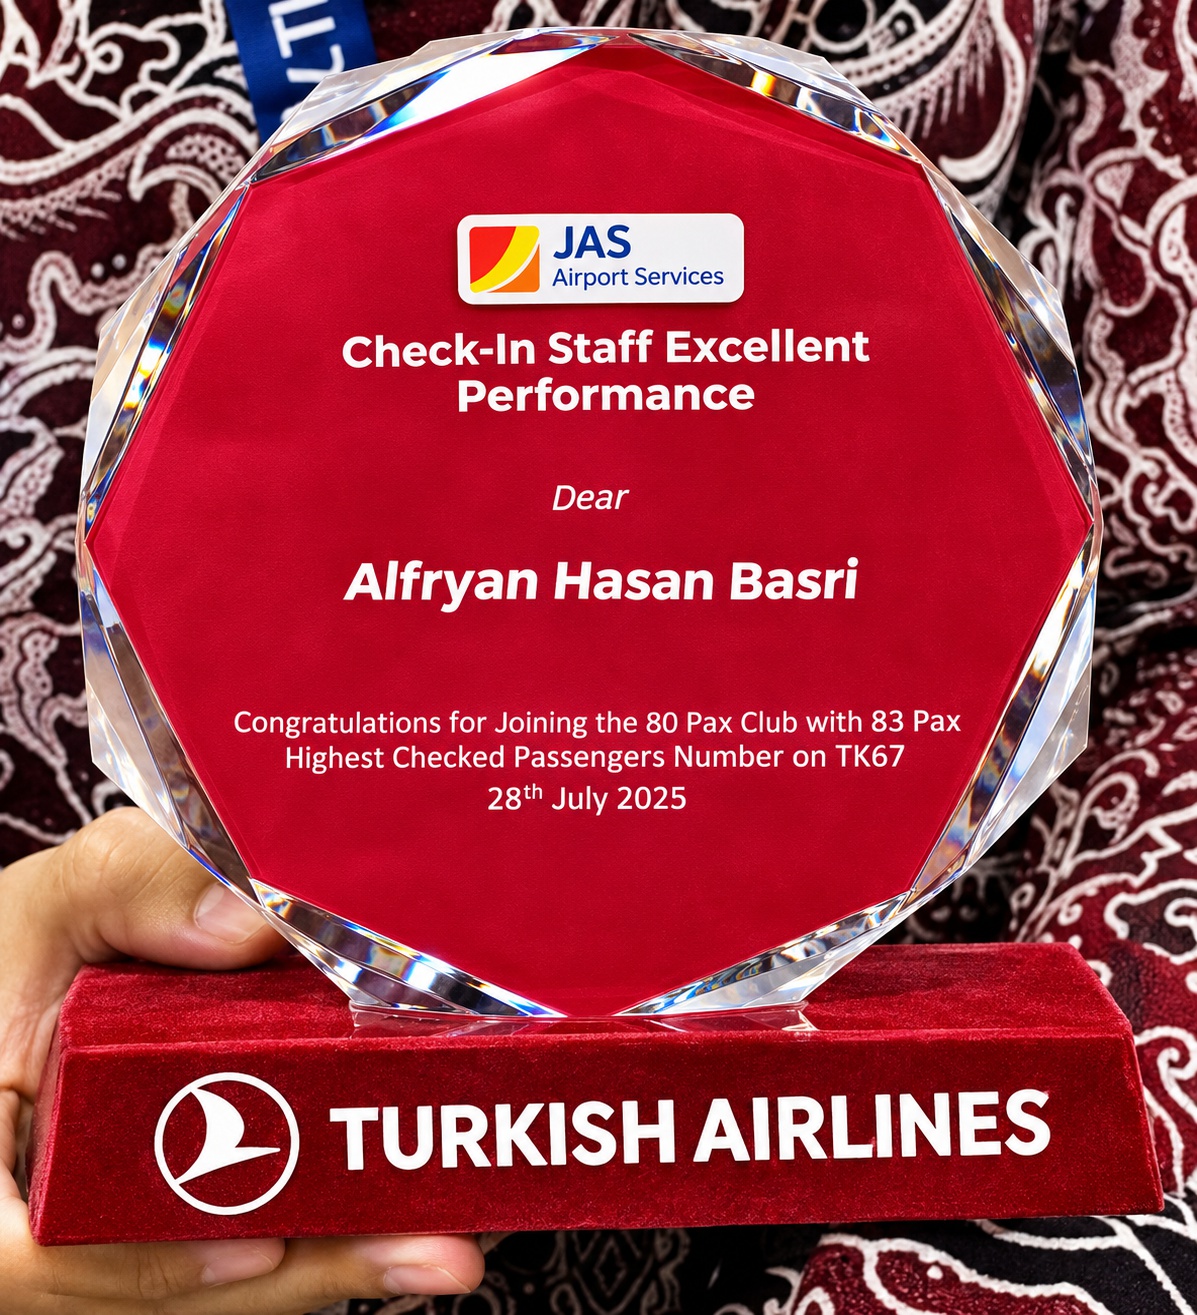 JAS
Airport Services
Check-In Staff Excellent
Performance
Dear
Alfryan Hasan Basri
Congratulations for Joining the 80 Pax Club with 83 Pax
Highest Checked Passengers Number on TK67
28th July 2025
TURKISH AIRLINES